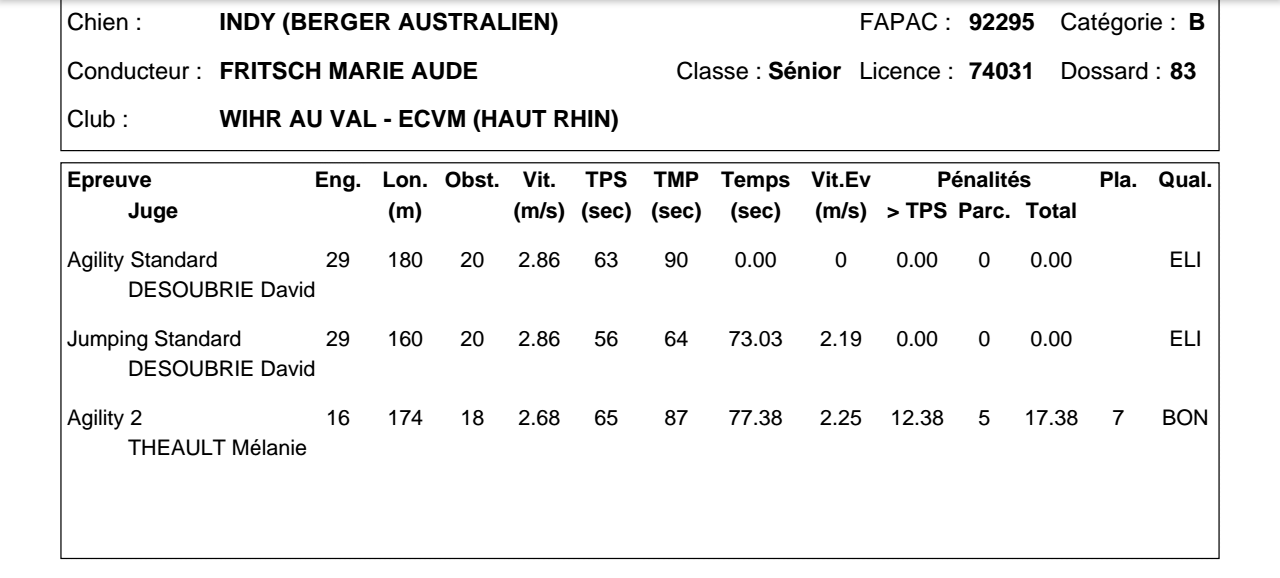 Chien : INDY (BERGER AUSTRALIEN) FAPAC : 92295 Catégorie : B
Conducteur : FRITSCH MARIE AUDE Classe : Sénior Licence : 74031 Dossard : 83
Club : WIHR AU VAL - ECVM (HAUT RHIN)
Epreuve Eng. Lon. Obst. Vit. TPS TMP Temps Vit.Ev Pénalités Pla. Qual.
Juge (m) (m/s) (sec) (sec) (sec) (m/s) > TPS Parc. Total
Agility Standard 29 180 20 2.86 63 90 0.00 0 0.00 0 0.00 ELI
DESOUBRIE David
Jumping Standard 29 160 20 2.86 56 64 73.03 2.19 0.00 0 0.00 ELI
DESOUBRIE David
Agility 2 16 174 18 2.68 65 87 77.38 2.25 12.38 5 17.38 7 BON
THEAULT Mélanie